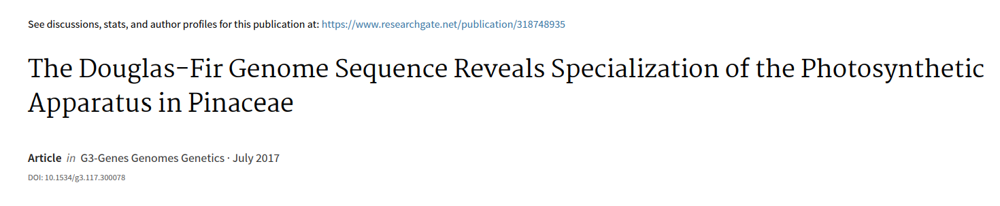 See discussions, stats, and author profiles for this publication at: https://www.researchgate.net/publication/318748935
The Douglas-Fir Genome Sequence Reveals Specialization of the Photosynthetic
Apparatus in Pinaceae
Article in G3-Genes Genomes Genetics · July 2017
DOI: 10.1534/g3.117.300078